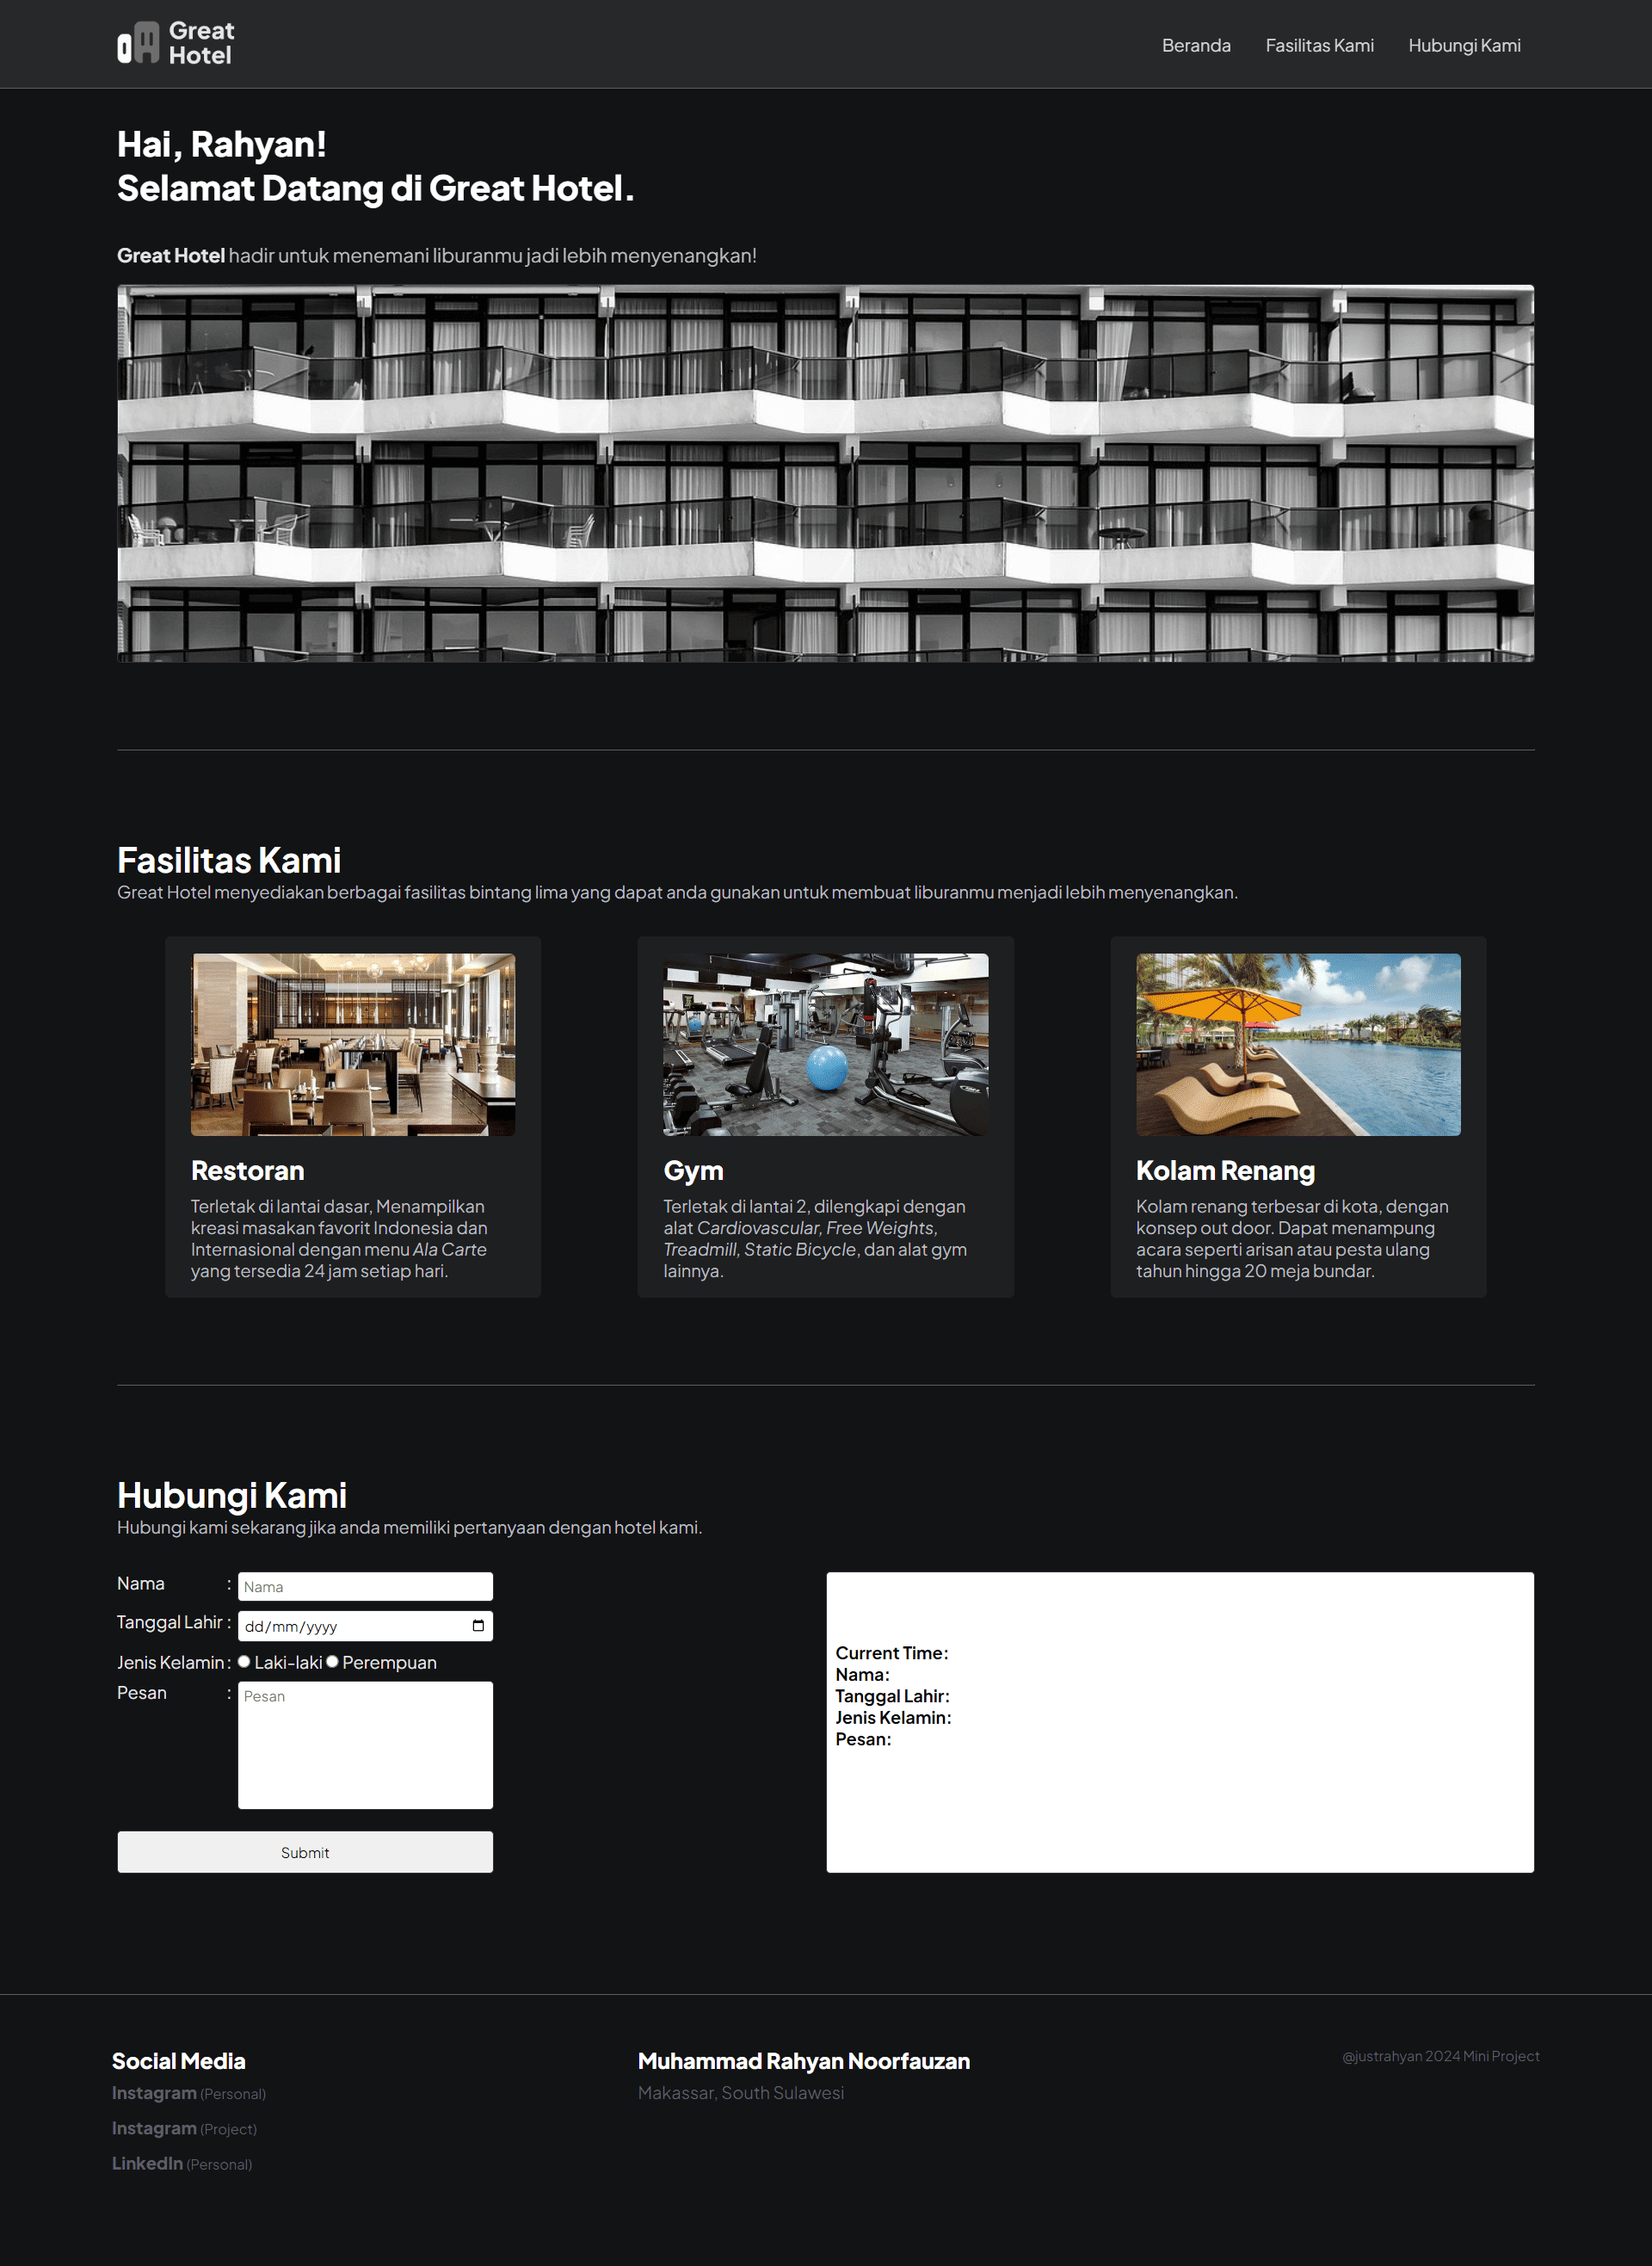 Great
Hotel
Beranda
Fasilitas Kami
Hubungi Kami
Hai, Rahyan!
Selamat Datang di Great Hotel.
Great Hotel hadir untuk menemani liburanmu jadi lebih menyenangkan!
Fasilitas Kami
Great Hotel menyediakan berbagai fasilitas bintang lima yang dapat anda gunakan untuk membuat liburanmu menjadi lebih menyenangkan.
Restoran
Terletak di lantai dasar, Menampilkan
kreasi masakan favorit Indonesia dan
Internasional dengan menu Ala Carte
yang tersedia 24 jam setiap hari.
Gym
Terletak di lantai 2, dilengkapi dengan
alat Cardiovascular, Free Weights,
Treadmill, Static Bicycle, dan alat gym
lainnya.
Kolam Renang
Kolam renang terbesar di kota, dengan
konsep out door. Dapat menampung
acara seperti arisan atau pesta ulang
tahun hingga 20 meja bundar.
Hubungi Kami
Hubungi kami sekarang jika anda memiliki pertanyaan dengan hotel kami.
Nama : Nama
Tanggal Lahir : dd/mm/yyyy
Jenis Kelamin : Laki-laki Perempuan
Pesan : Pesan
Submit
Current Time:
Nama:
Tanggal Lahir:
Jenis Kelamin:
Pesan:
Social Media
Instagram (Personal)
Instagram (Project)
LinkedIn (Personal)
Muhammad Rahyan Noorfauzan
Makassar, South Sulawesi
@justrahyan 2024 Mini Project